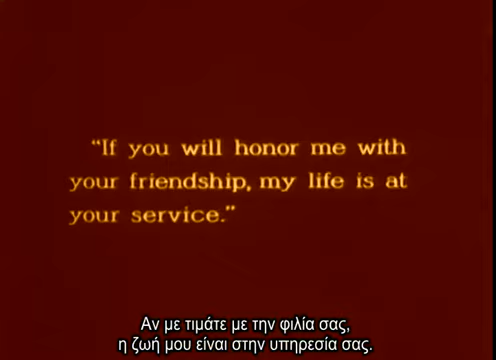 “If you will honor me with
your friendship, my life is at
your service.”
Αν με τιμάτε με την φιλία σας,
η ζωή μου είναι στην υπηρεσία σας.